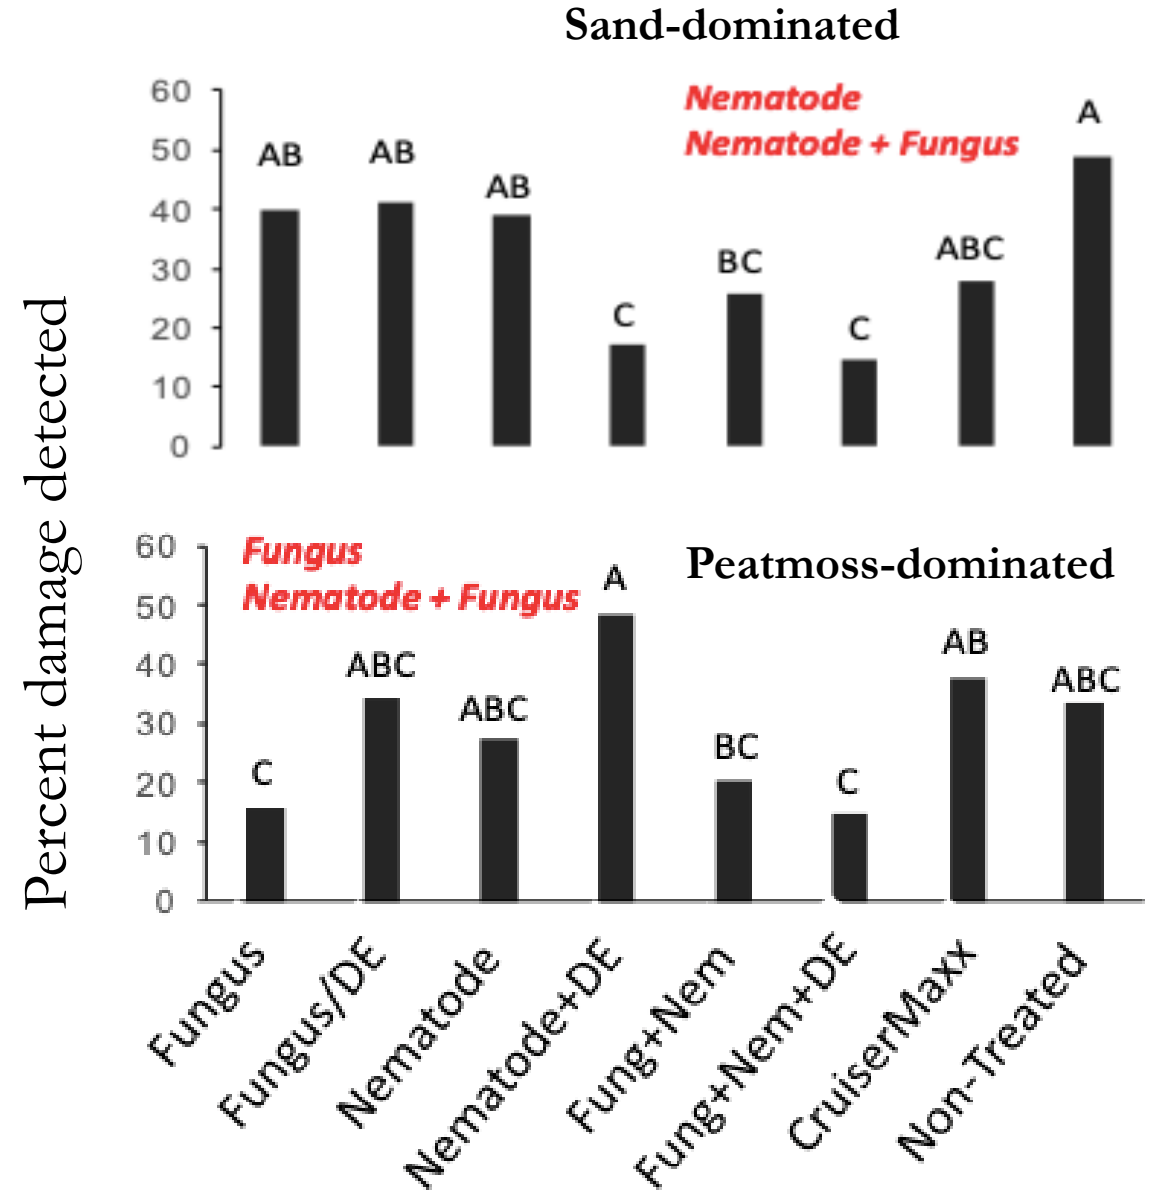 Sand-dominated
Nematode
Nematode + Fungus
60
50
40
30
20
10
0
AB
AB
AB
C
BC
C
ABC
A
Percent damage detected
Peatmoss-dominated
Fungus
Nematode + Fungus
60
50
40
30
20
10
0
C
ABC
ABC
A
BC
C
AB
ABC
Fungus
Fungus/DE
Nematode
Nematode+DE
Fung+Nem
Fung+Nem+DE
CruiserMaxx
Non-Treated